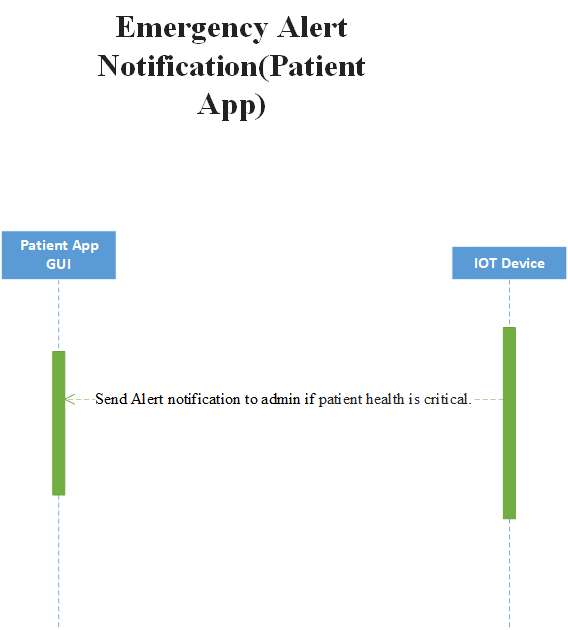 Emergency Alert
Notification(Patient
App)
Patient App
GUI
IOT Device
Send Alert notification to admin if patient health is critical.